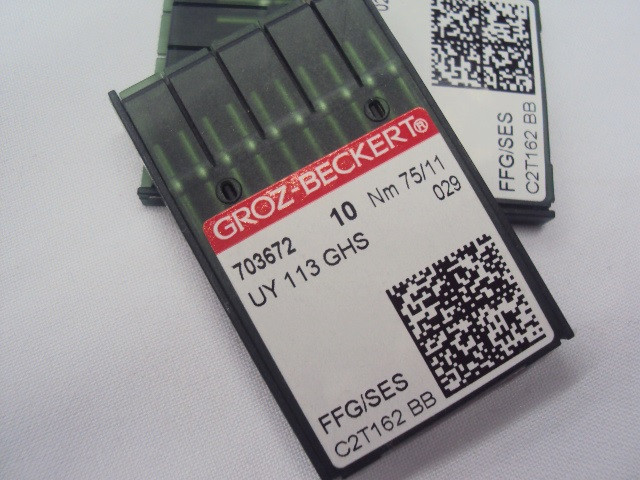 GROZ-BECKERT®
703672 10 Nm 75/11
UY 113 GHS 029
FFG/SES
C2T162 BB
FFG/SES
C2T162 BB